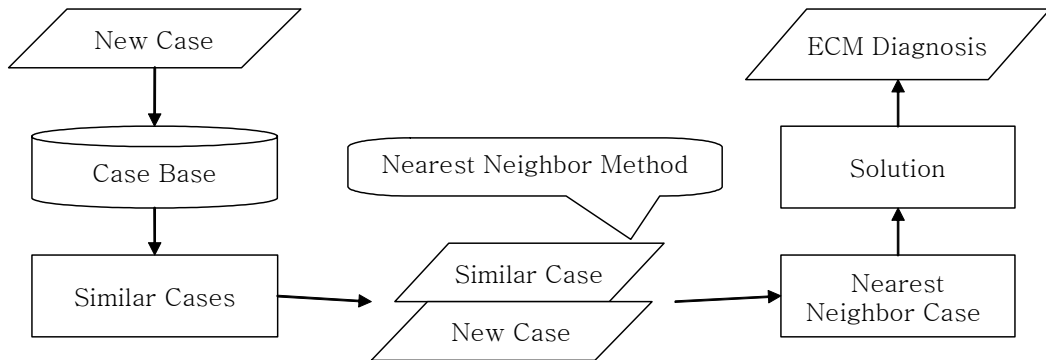 New Case
Case Base
Similar Cases
Nearest Neighbor Method
Similar Case
New Case
Nearest
Neighbor Case
Solution
ECM Diagnosis